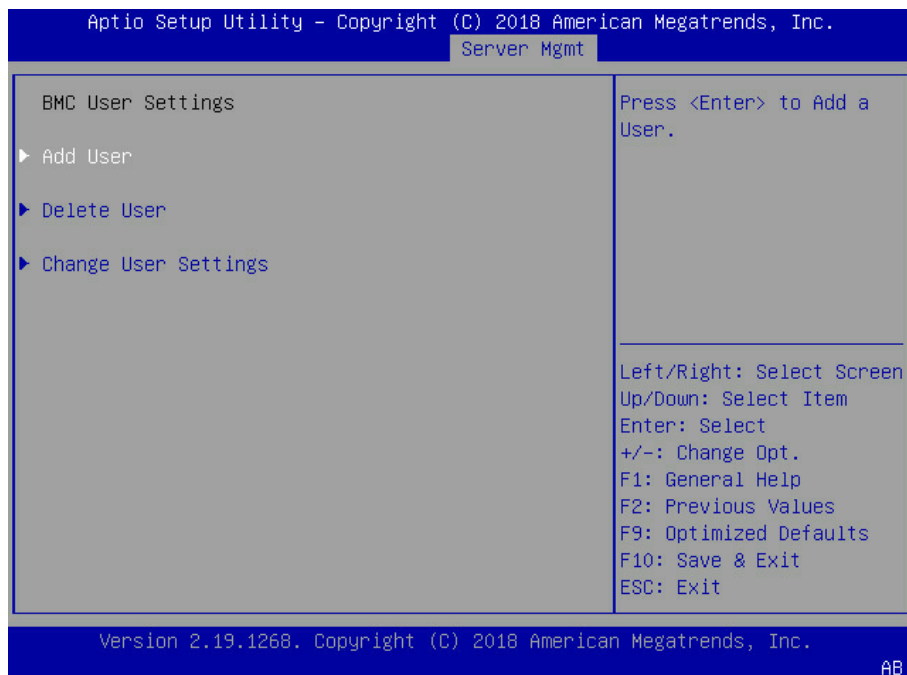 Aptio Setup Utility – Copyright (C) 2018 American Megatrends, Inc.
Server Mgmt
BMC User Settings
Add User
Delete User
Change User Settings
Press <Enter> to Add a
User.
Left/Right: Select Screen
Up/Down: Select Item
Enter: Select
+/-: Change Opt.
F1: General Help
F2: Previous Values
F9: Optimized Defaults
F10: Save & Exit
ESC: Exit
Version 2.19.1268. Copyright (C) 2018 American Megatrends, Inc.
AB